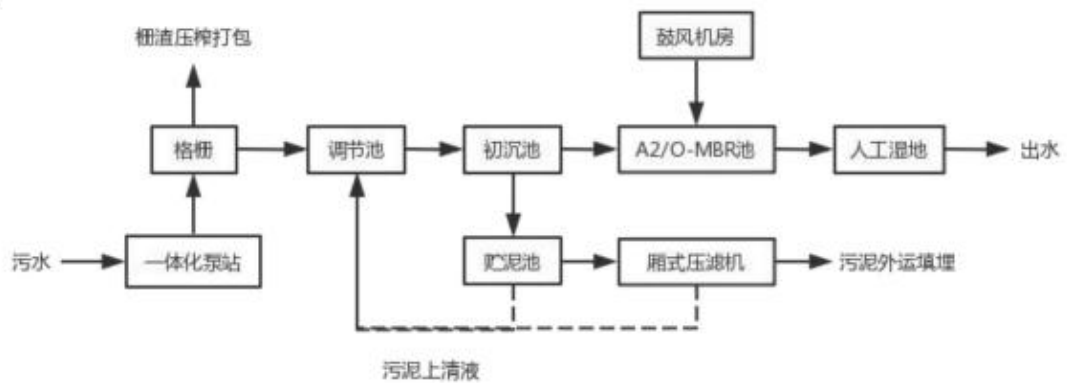 栅渣压榨打包
鼓风机房
格栅
调节池
初沉池
A2/O-MBR池
人工湿地
出水
污水
一体化泵站
贮泥池
厢式压滤机
污泥外运填埋
污泥上清液